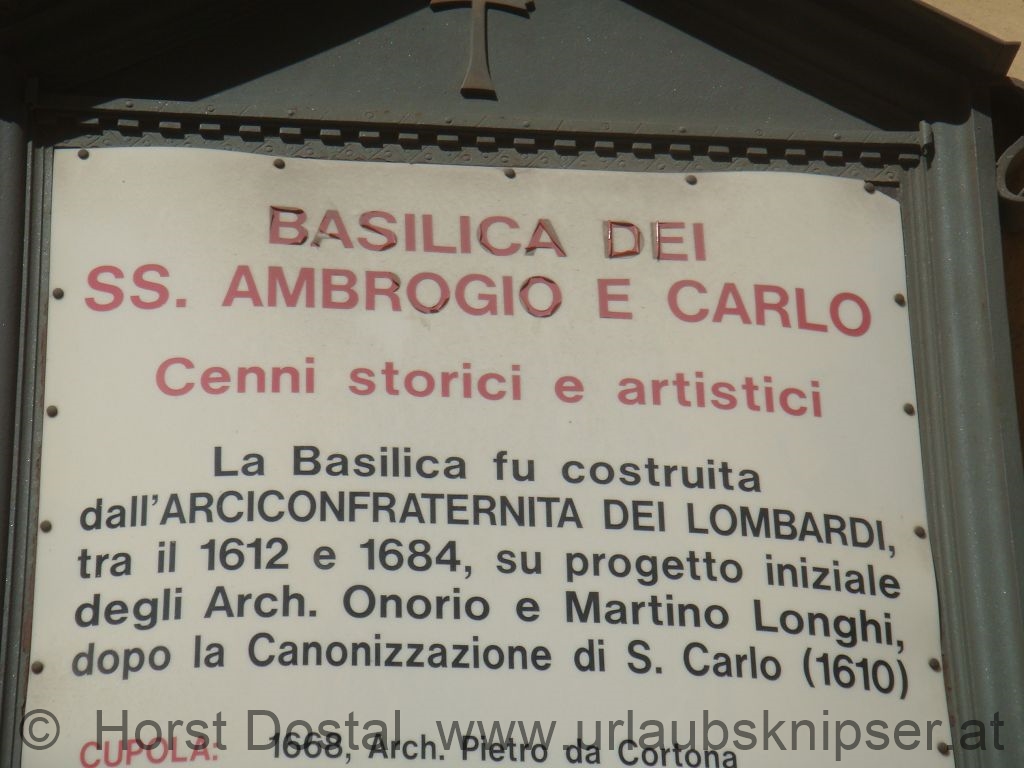 BASILICA DEI
SS. AMBROGIO E CARLO
Cenni storici e artistici
La Basilica fu costruita
dall'ARCICONFRATERNITA DEI LOMBARDI,
tra il 1612 e 1684, su progetto iniziale
degli Arch. Onorio e Martino Longhi,
dopo la Canonizzazione di S. Carlo (1610)
© Horst Dostal www.urlaubsknipser.at
CUPOLA: 1668, Arch. Pietro da Cortona